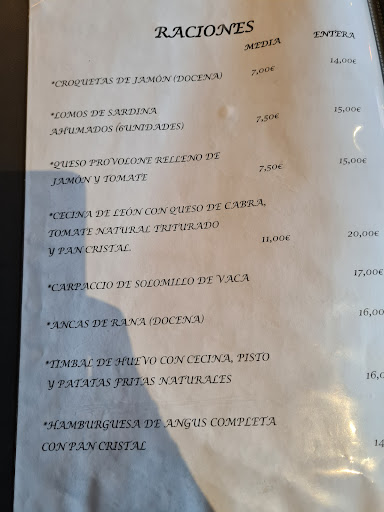 RACIONES
MEDIA ENTERA
*CROQUETAS DE JAMÓN (DOCENA) 7,00€ 14,00€
*LOMOS DE SARDINA
AHUMADOS (6UNIDADES) 7,50€ 15,00€
*QUESO PROVOLONE RELLENO DE
JAMÓN Y TOMATE 7,50€ 15,00€
*CECINA DE LEÓN CON QUESO DE CABRA,
TOMATE NATURAL TRITURADO
Y PAN CRISTAL. 11,00€ 20,00€
*CARPACCIO DE SOLOMILLO DE VACA 17,00€
*ANCAS DE RANA (DOCENA) 16,00
*TIMBAL DE HUEVO CON CECINA, PISTO
Y PATATAS FRITAS NATURALES 16,0
*HAMBURGUESA DE ANGUS COMPLETA
CON PAN CRISTAL 14